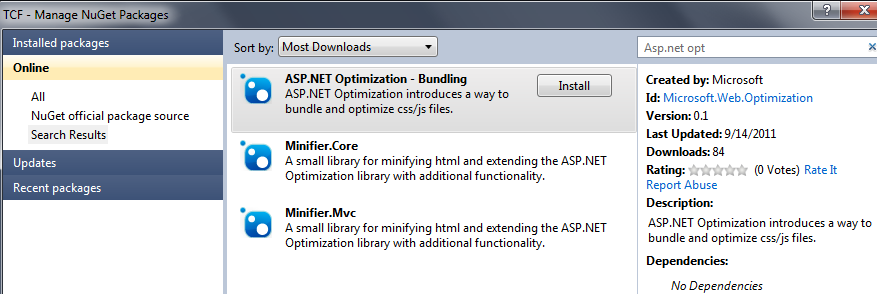 TCF - Manage NuGet Packages
Installed packages
Online
All
NuGet official package source
Search Results
Updates
Recent packages
Sort by: Most Downloads
ASP.NET Optimization - Bundling
ASP.NET Optimization introduces a way to
bundle and optimize css/js files.
Install
Minifier.Core
A small library for minifying html and extending the ASP.NET
Optimization library with additional functionality.
Minifier.Mvc
A small library for minifying html and extending the ASP.NET
Optimization library with additional functionality.
Asp.net opt
Created by: Microsoft
Id: Microsoft.Web.Optimization
Version: 0.1
Last Updated: 9/14/2011
Downloads: 84
Rating: (0 Votes) Rate It
Report Abuse
Description:
ASP.NET Optimization introduces a way to
bundle and optimize css/js files.
Dependencies:
No Dependencies